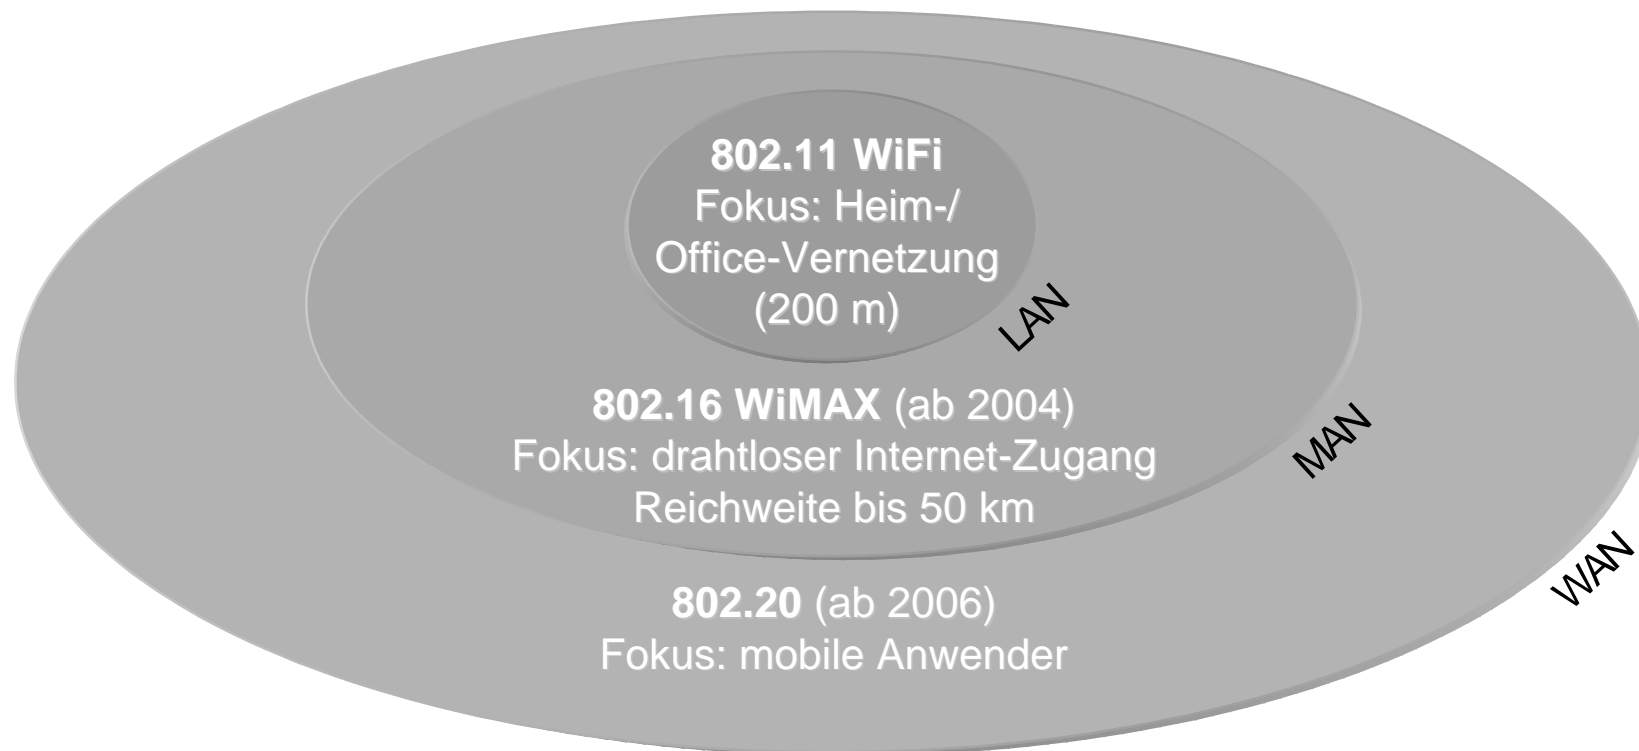 802.11 WiFi
Fokus: Heim-/
Office-Vernetzung
(200 m)
LAN
802.16 WiMAX (ab 2004)
Fokus: drahtloser Internet-Zugang
Reichweite bis 50 km
MAN
802.20 (ab 2006)
Fokus: mobile Anwender
WAN